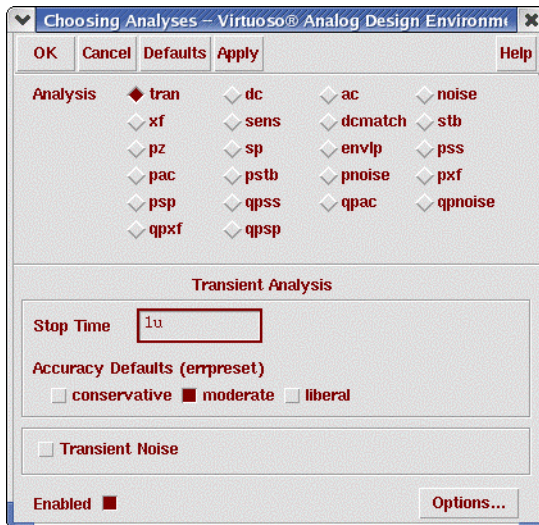 Choosing Analyses -- Virtuoso® Analog Design Environme
OK Cancel Defaults Apply Help
Analysis tran dc ac noise
xf sens dcmatch stb
pz sp envlp pss
pac pstb pnoise pxf
psp qpss qpac qpnoise
qpxf qpsp
Transient Analysis
Stop Time 1u
Accuracy Defaults (errpreset)
conservative moderate liberal
Transient Noise
Enabled Options...